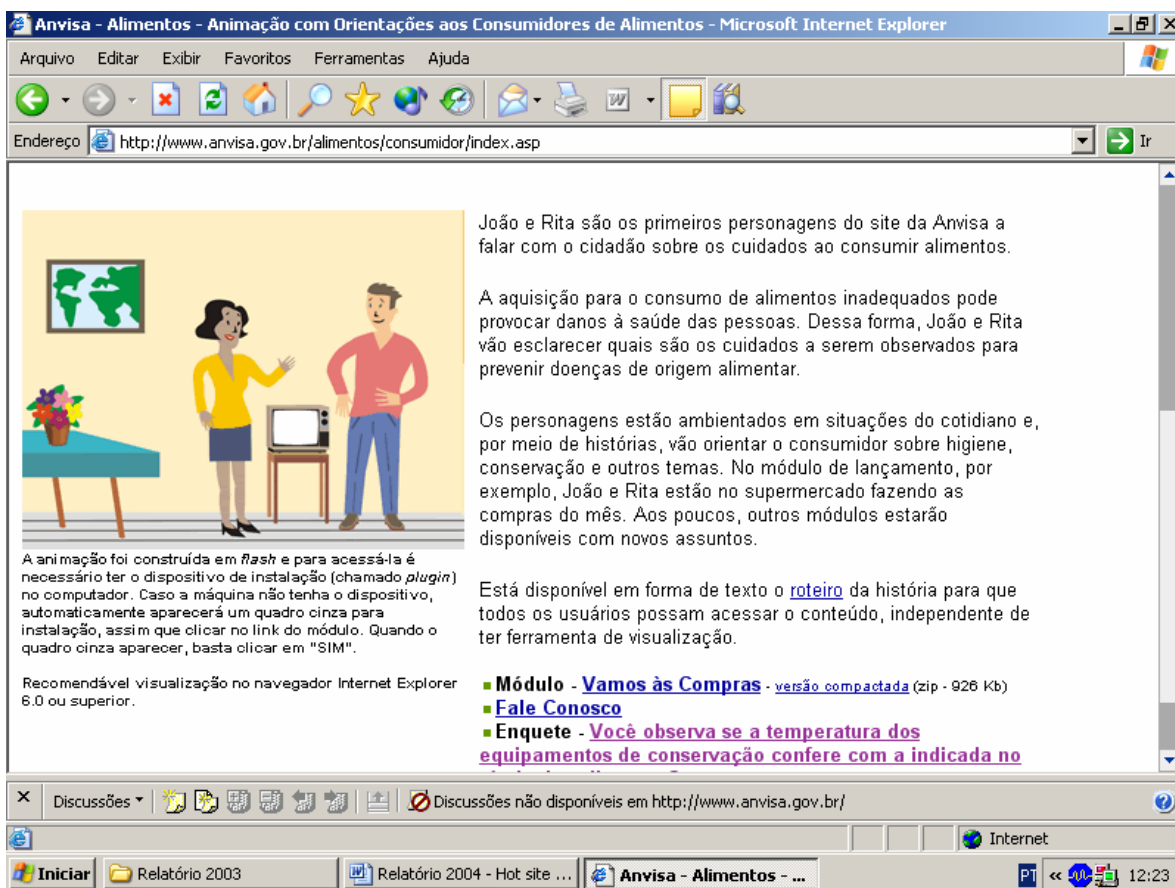 Anvisa - Alimentos - Animação com Orientações aos Consumidores de Alimentos - Microsoft Internet Explorer
Arquivo Editar Exibir Favoritos Ferramentas Ajuda
Endereço http://www.anvisa.gov.br/alimentos/consumidor/index.asp Ir
João e Rita são os primeiros personagens do site da Anvisa a
falar com o cidadão sobre os cuidados ao consumir alimentos.
A aquisição para o consumo de alimentos inadequados pode
provocar danos à saúde das pessoas. Dessa forma, João e Rita
vão esclarecer quais são os cuidados a serem observados para
prevenir doenças de origem alimentar.
Os personagens estão ambientados em situações do cotidiano e,
por meio de histórias, vão orientar o consumidor sobre higiene,
conservação e outros temas. No módulo de lançamento, por
exemplo, João e Rita estão no supermercado fazendo as
compras do mês. Aos poucos, outros módulos estarão
disponíveis com novos assuntos.
Está disponível em forma de texto o roteiro da história para que
todos os usuários possam acessar o conteúdo, independente de
ter ferramenta de visualização.
Módulo - Vamos às Compras - versão compactada (zip - 926 Kb)
Fale Conosco
Enquete - Você observa se a temperatura dos
equipamentos de conservação confere com a indicada no
A animação foi construída em flash e para acessá-la é
necessário ter o dispositivo de instalação (chamado plugin)
no computador. Caso a máquina não tenha o dispositivo,
automaticamente aparecerá um quadro cinza para
instalação, assim que clicar no link do módulo. Quando o
quadro cinza aparecer, basta clicar em "SIM".
Recomendável visualização no navegador Internet Explorer
6.0 ou superior.
Discussões Discussões não disponíveis em http://www.anvisa.gov.br/
Internet
Iniciar Relatório 2003 Relatório 2004 - Hot site ... Anvisa - Alimentos - ... PT « 12:23